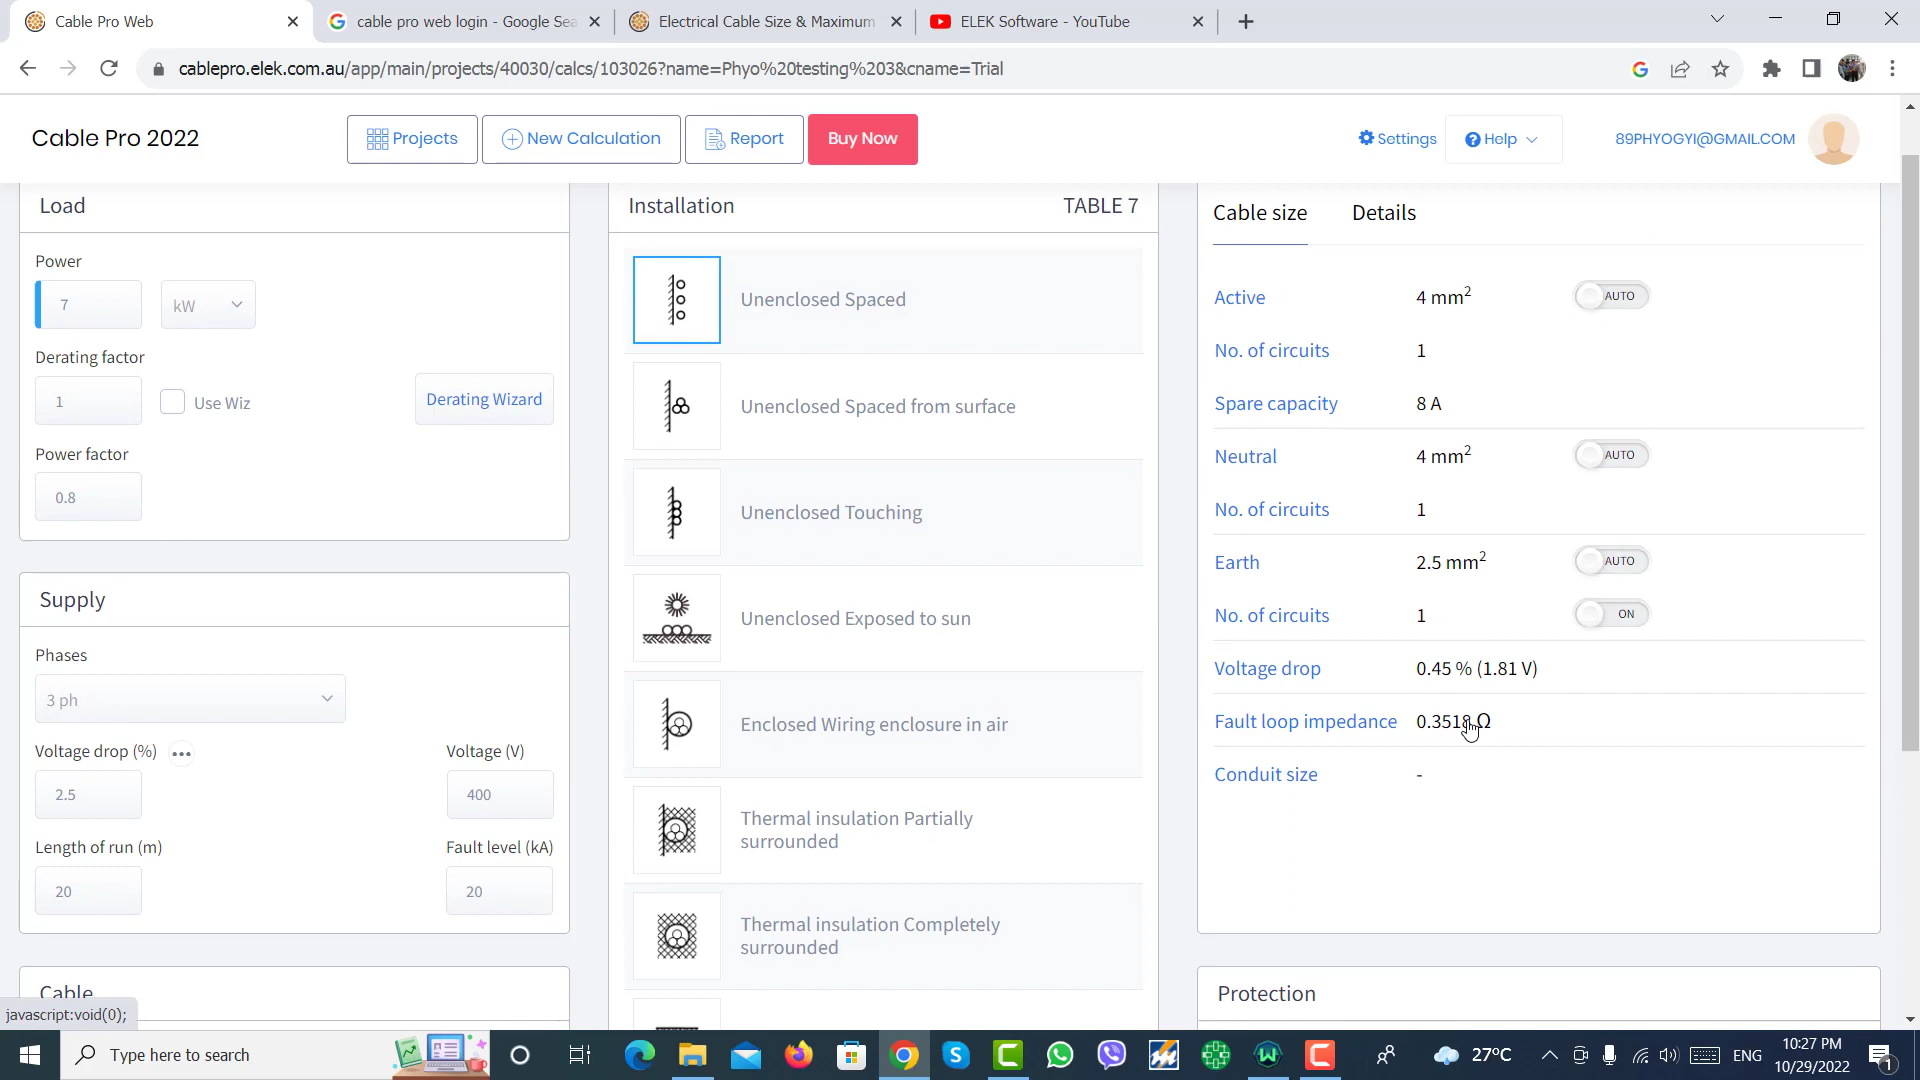 Cable Pro Web
cable pro web login - Google Sea
Electrical Cable Size & Maximum
ELEK Software - YouTube
cablepro.elek.com.au/app/main/projects/40030/calcs/103026?name=Phyo%20testing%203&cname=Trial
Cable Pro 2022
Projects
New Calculation
Report
Buy Now
Settings
Help
89PHYOGYI@GMAIL.COM
Load
Power
7
kW
Derating factor
1
Use Wiz
Derating Wizard
Power factor
0.8
Supply
Phases
3 ph
Voltage drop (%)
Voltage (V)
2.5
400
Length of run (m)
Fault level (kA)
20
20
Cable
javascript:void(0);
Installation
TABLE 7
Unenclosed Spaced
Unenclosed Spaced from surface
Unenclosed Touching
Unenclosed Exposed to sun
Enclosed Wiring enclosure in air
Thermal insulation Partially
surrounded
Thermal insulation Completely
surrounded
Cable size
Details
Active
4 mm²
AUTO
No. of circuits
1
Spare capacity
8 A
Neutral
4 mm²
AUTO
No. of circuits
1
Earth
2.5 mm²
AUTO
No. of circuits
1
ON
Voltage drop
0.45 % (1.81 V)
Fault loop impedance
0.3518 Ω
Conduit size
-
Protection
Type here to search
27°C
ENG
10:27 PM
10/29/2022
1